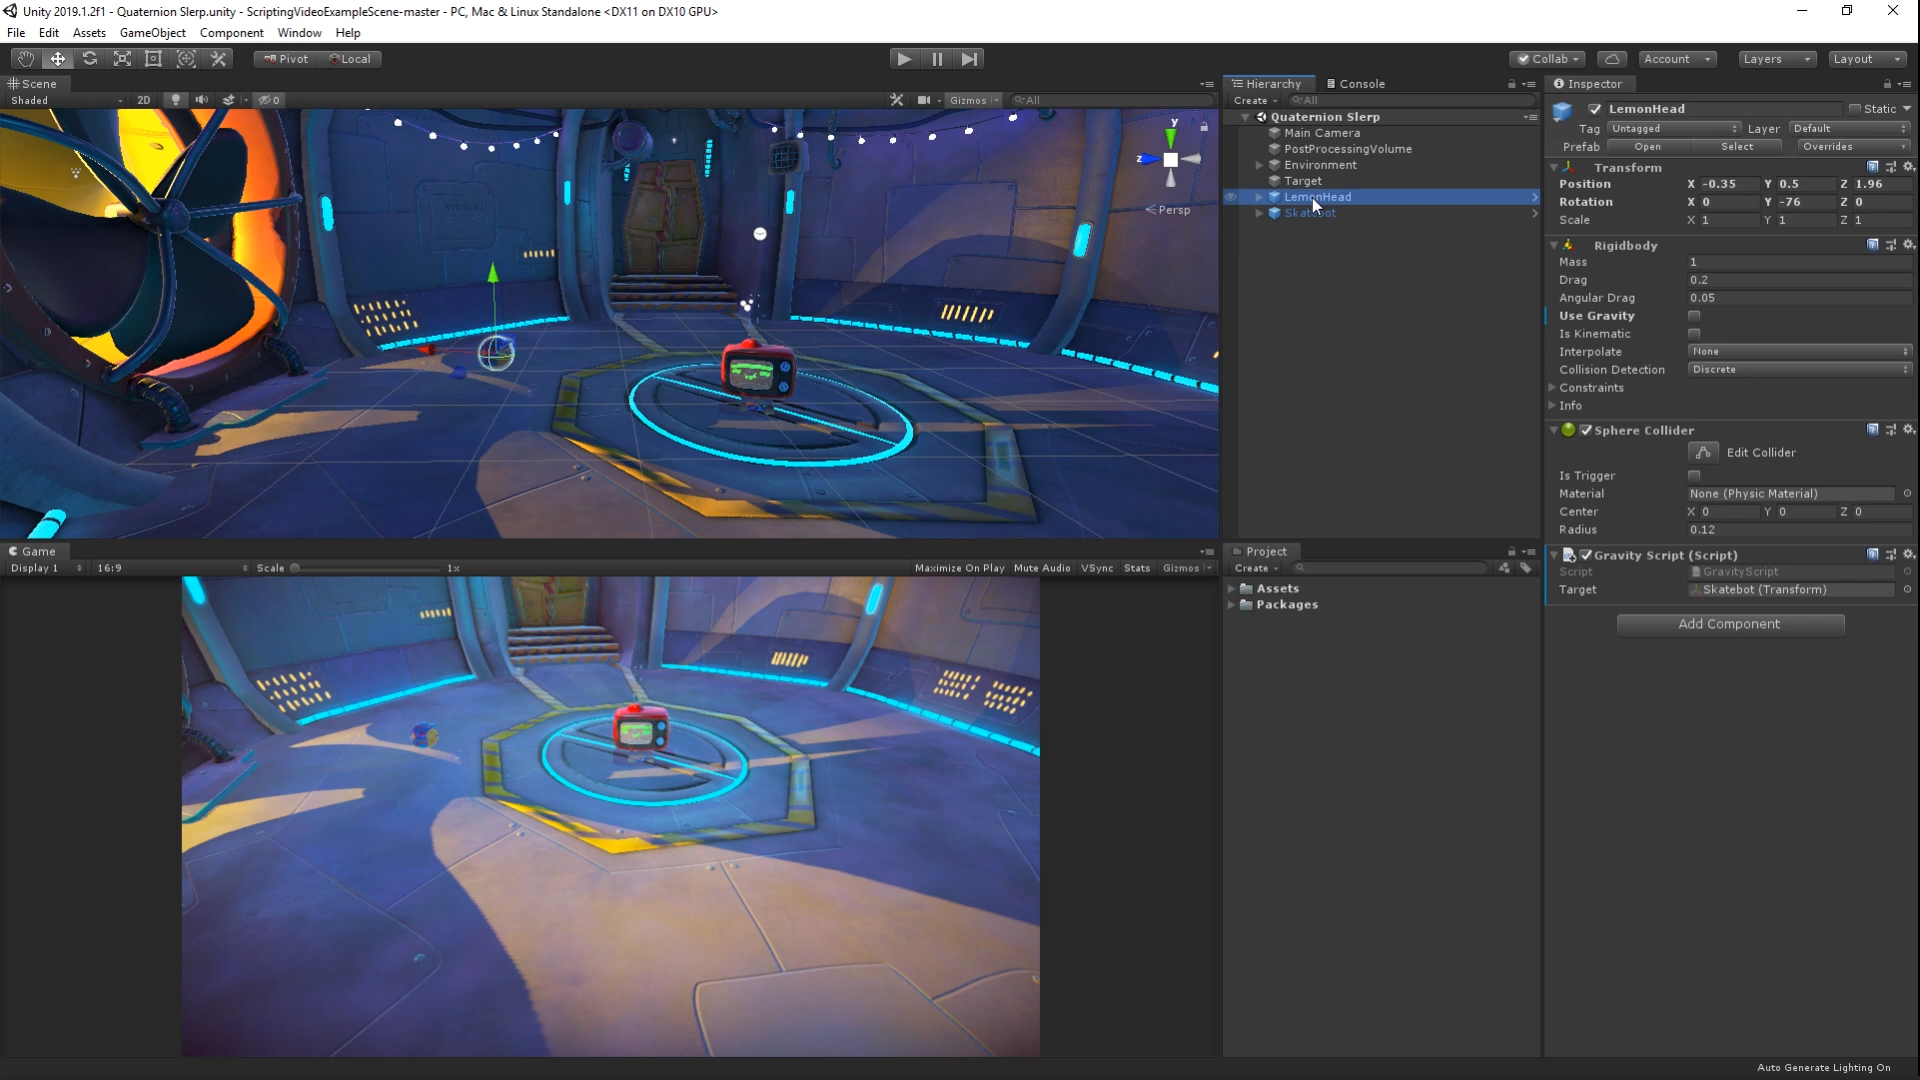 Unity 2019.1.2f1 - Quaternion Slerp.unity - ScriptingVideoExampleScene-master - PC, Mac & Linux Standalone <DX11 on DX10 GPU>
File Edit Assets GameObject Component Window Help
Pivot Local Collab Account Layers Layout
Scene
Shaded 2D 0 Gizmos All
y
z
Persp
Hierarchy Console
Create All
Quaternion Slerp
Main Camera
PostProcessingVolume
Environment
Target
LemonHead
Skatebot
Inspector
LemonHead Static
Tag Untagged Layer Default
Prefab Open Select Overrides
Transform
Position X -0.35 Y 0.5 Z 1.96
Rotation X 0 Y -76 Z 0
Scale X 1 Y 1 Z 1
Rigidbody
Mass 1
Drag 0.2
Angular Drag 0.05
Use Gravity
Is Kinematic
Interpolate None
Collision Detection Discrete
Constraints
Info
Sphere Collider
Edit Collider
Is Trigger
Material None (Physic Material)
Center X 0 Y 0 Z 0
Radius 0.12
Gravity Script (Script)
Script GravityScript
Target Skatebot (Transform)
Add Component
Game
Display 1 16:9 Scale 1x Maximize On Play Mute Audio VSync Stats Gizmos
Project
Create
Assets
Packages
Auto Generate Lighting On